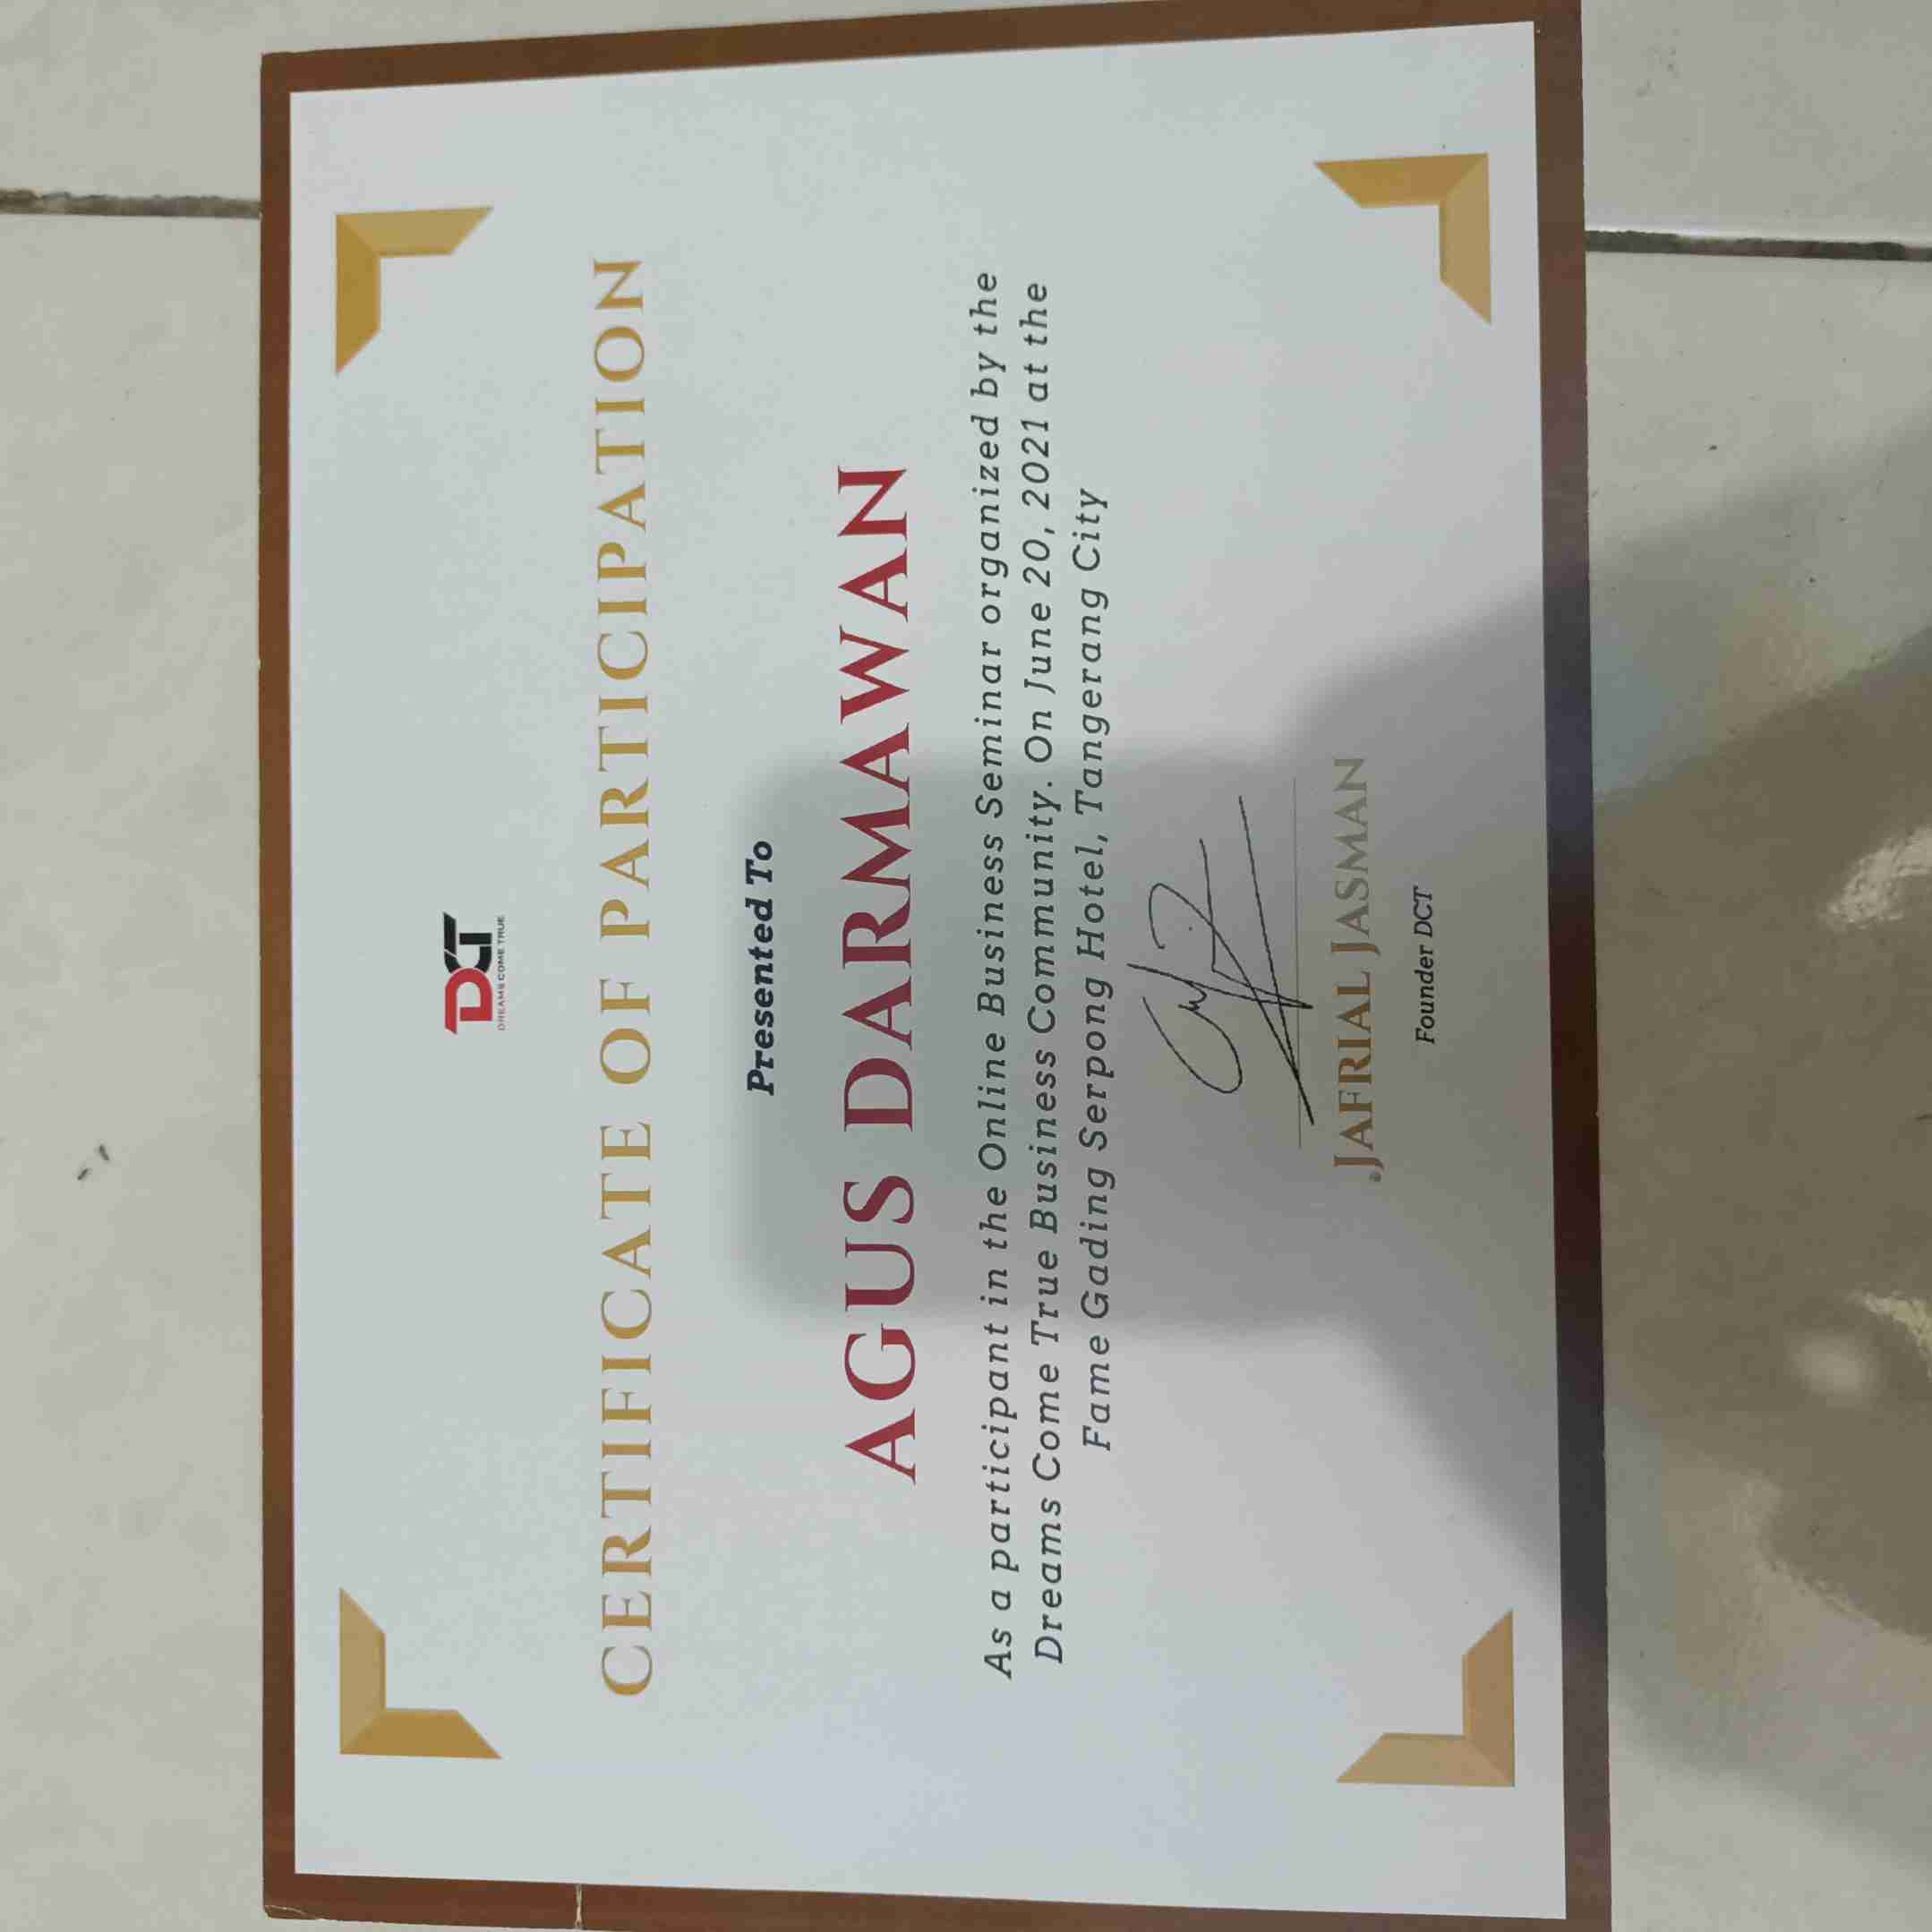 DCT
DREAMS COME TRUE
CERTIFICATE OF PARTICIPATION
Presented To
AGUS DARMAWAN
As a participant in the Online Business Seminar organized by the
Dreams Come True Business Community. On June 20, 2021 at the
Fame Gading Serpong Hotel, Tangerang City
JAFRIAL JASMAN
Founder DCT